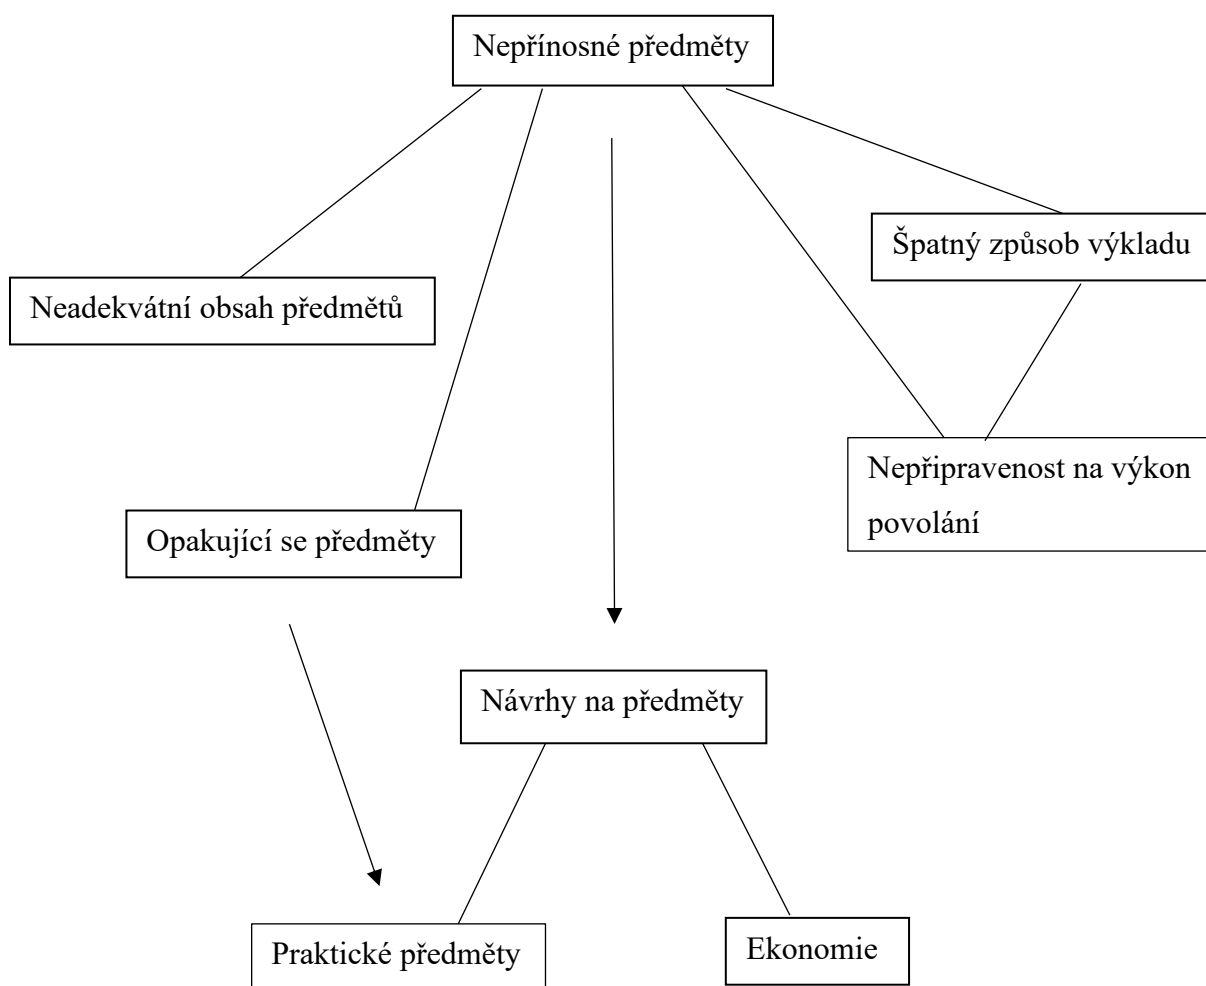 Nepřínosné předměty
Špatný způsob výkladu
Neadekvátní obsah předmětů
Nepřipravenost na výkon
povolání
Opakující se předměty
Návrhy na předměty
Praktické předměty
Ekonomie